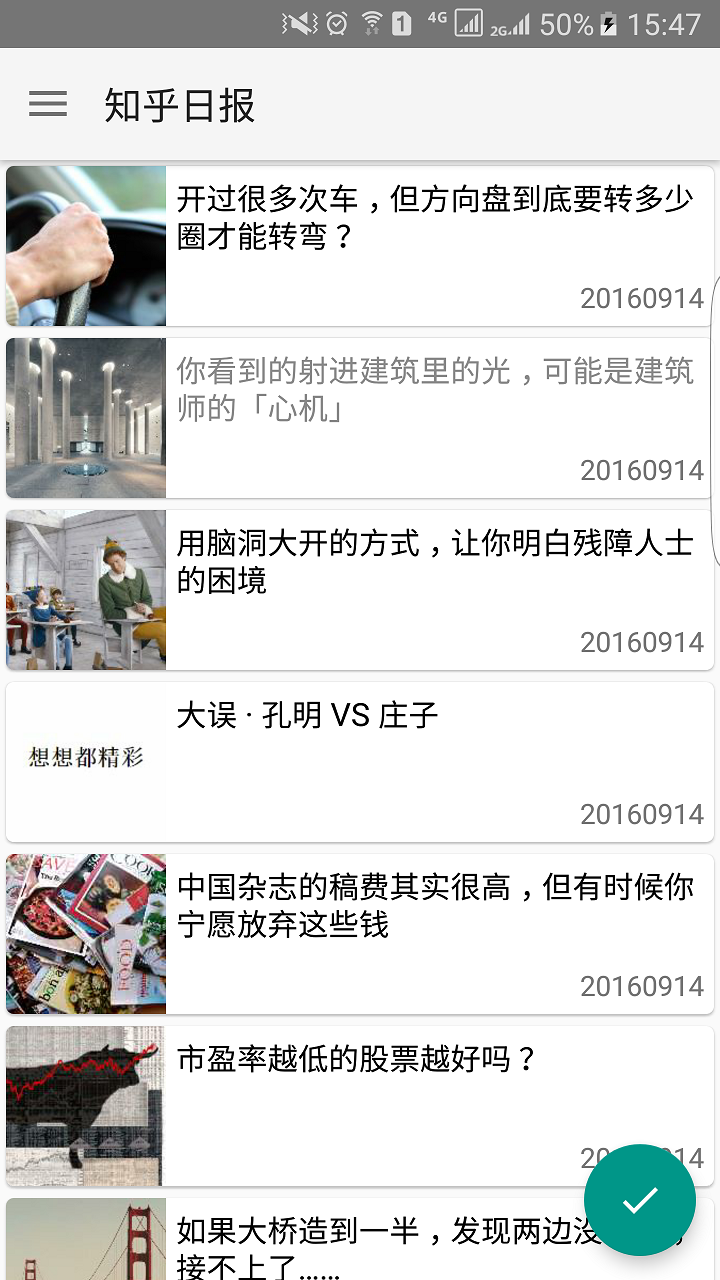 4G 1 2G 50% 15:47
知乎日报
开过很多次车，但方向盘到底要转多少
圈才能转弯？
20160914
你看到的射进建筑里的光，可能是建筑
师的「心机」
20160914
用脑洞大开的方式，让你明白残障人士
的困境
20160914
想想都精彩
大误 · 孔明 VS 庄子
20160914
中国杂志的稿费其实很高，但有时候你
宁愿放弃这些钱
20160914
市盈率越低的股票越好吗？
如果大桥造到一半，发现两边没
接不上了......